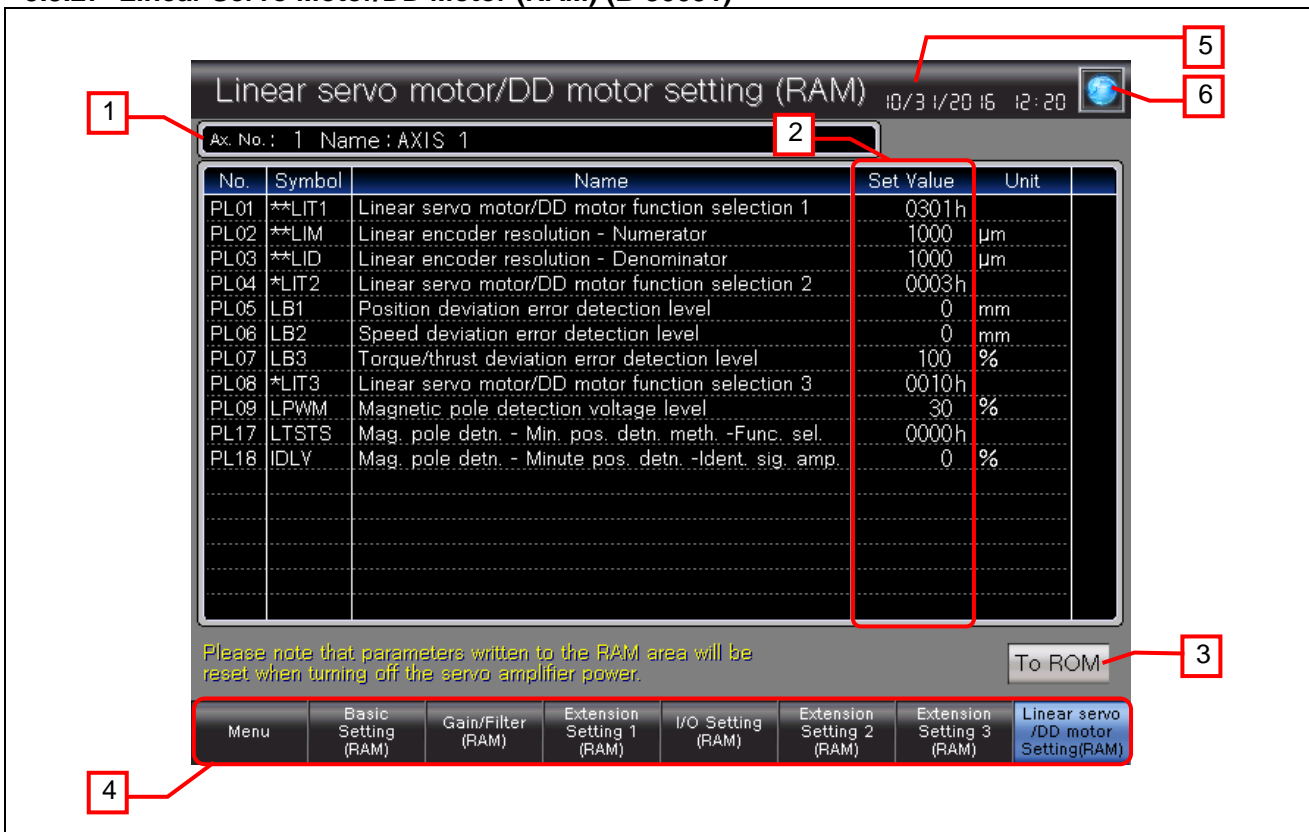 Linear servo motor/DD motor setting (RAM) 10/31/2016 12:20
5
6
1
Ax. No.: 1 Name:AXIS 1
2
No. Symbol Name Set Value Unit
PL01 **LIT1 Linear servo motor/DD motor function selection 1 0301h
PL02 **LIM Linear encoder resolution - Numerator 1000 µm
PL03 **LID Linear encoder resolution - Denominator 1000 µm
PL04 *LIT2 Linear servo motor/DD motor function selection 2 0003h
PL05 LB1 Position deviation error detection level 0 mm
PL06 LB2 Speed deviation error detection level 0 mm
PL07 LB3 Torque/thrust deviation error detection level 100 %
PL08 *LIT3 Linear servo motor/DD motor function selection 3 0010h
PL09 LPWM Magnetic pole detection voltage level 30 %
PL17 LTSTS Mag. pole detn. - Min. pos. detn. meth. -Func. sel. 0000h
PL18 IDLV Mag. pole detn. - Minute pos. detn. -Ident. sig. amp. 0 %
Please note that parameters written to the RAM area will be
reset when turning off the servo amplifier power.
To ROM
3
Menu
Basic
Setting
(RAM)
Gain/Filter
(RAM)
Extension
Setting 1
(RAM)
I/O Setting
(RAM)
Extension
Setting 2
(RAM)
Extension
Setting 3
(RAM)
Linear servo
/DD motor
Setting(RAM)
4